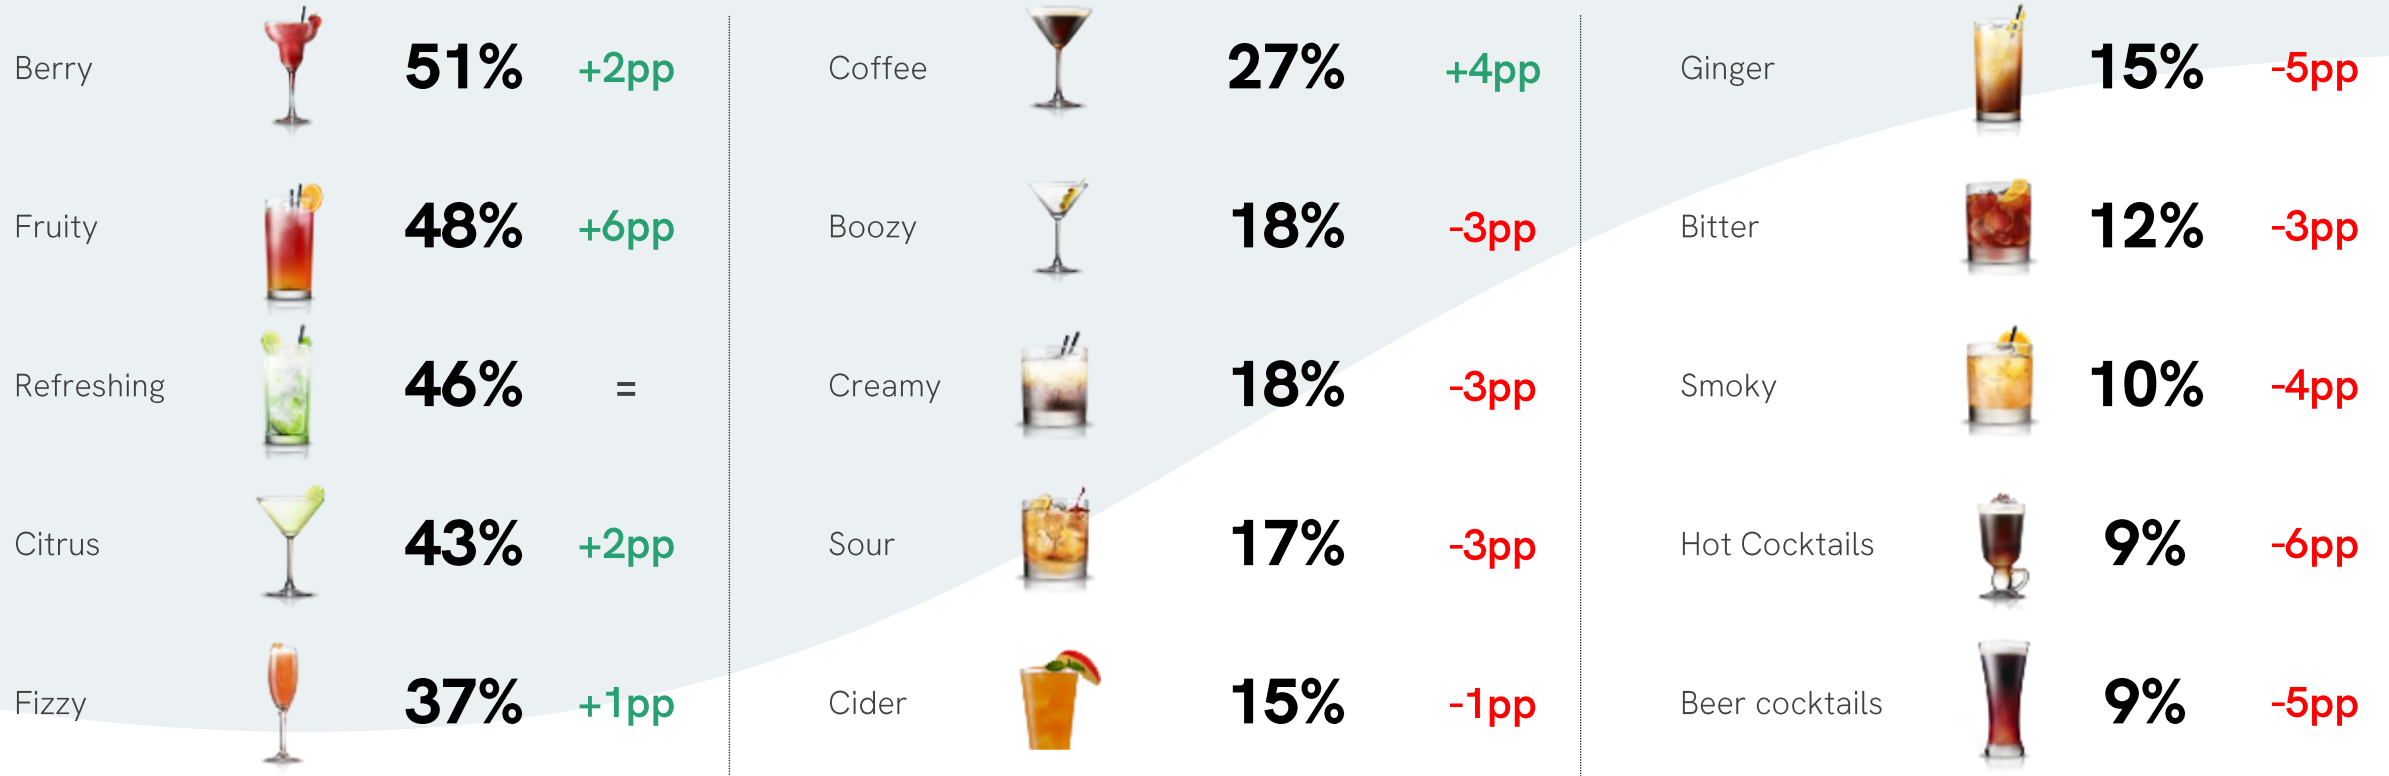 Berry 51% +2pp
Fruity 48% +6pp
Refreshing 46% =
Citrus 43% +2pp
Fizzy 37% +1pp
Coffee 27% +4pp
Boozy 18% -3pp
Creamy 18% -3pp
Sour 17% -3pp
Cider 15% -1pp
Ginger 15% -5pp
Bitter 12% -3pp
Smoky 10% -4pp
Hot Cocktails 9% -6pp
Beer cocktails 9% -5pp